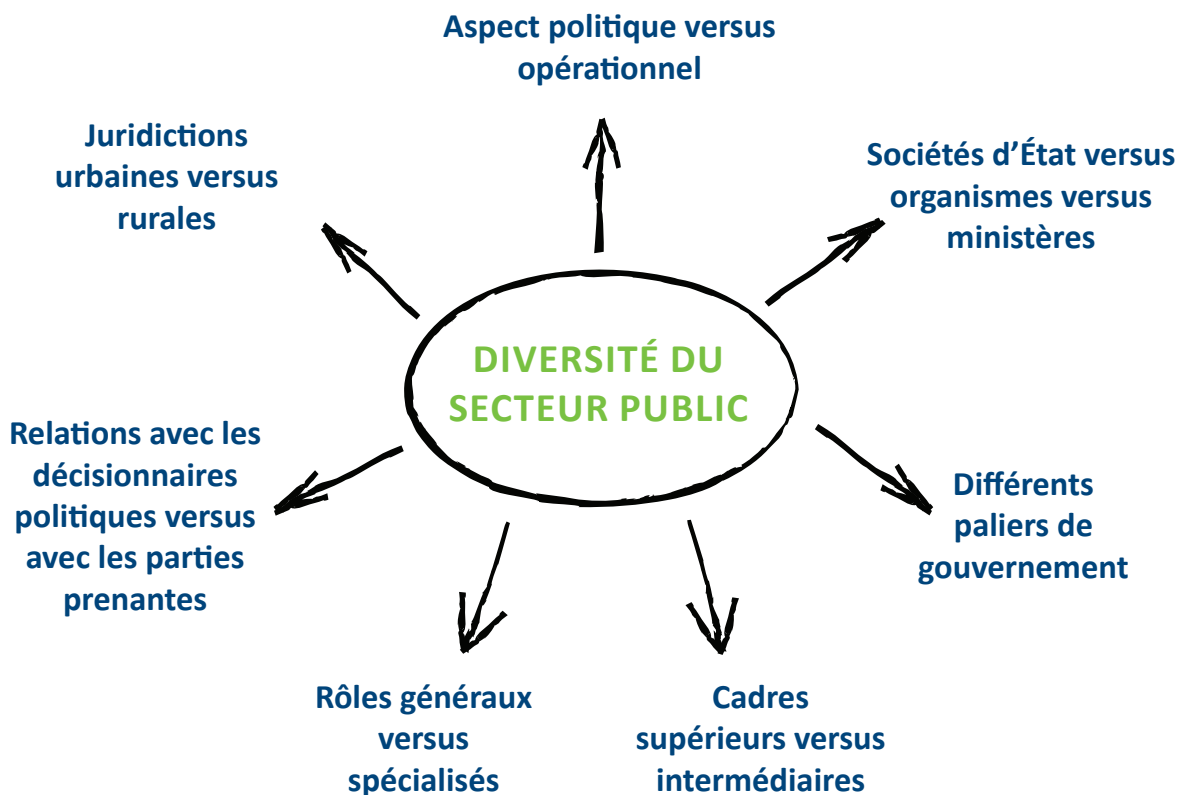 Aspect politique versus
opérationnel
Juridictions
urbaines versus
rurales
Sociétés d’État versus
organismes versus
ministères
DIVERSITÉ DU
SECTEUR PUBLIC
Relations avec les
décisionnaires
politiques versus
avec les parties
prenantes
Différents
paliers de
gouvernement
Rôles généraux
versus
spécialisés
Cadres
supérieurs versus
intermédiaires